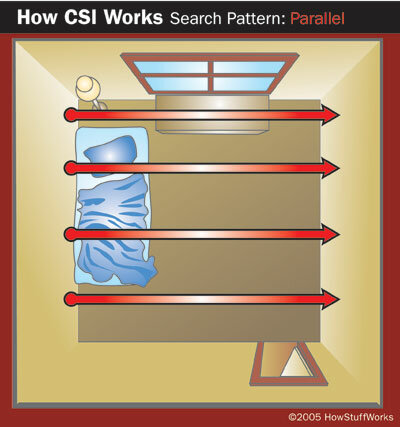 How CSI Works Search Pattern: Parallel
©2005 HowStuffWorks